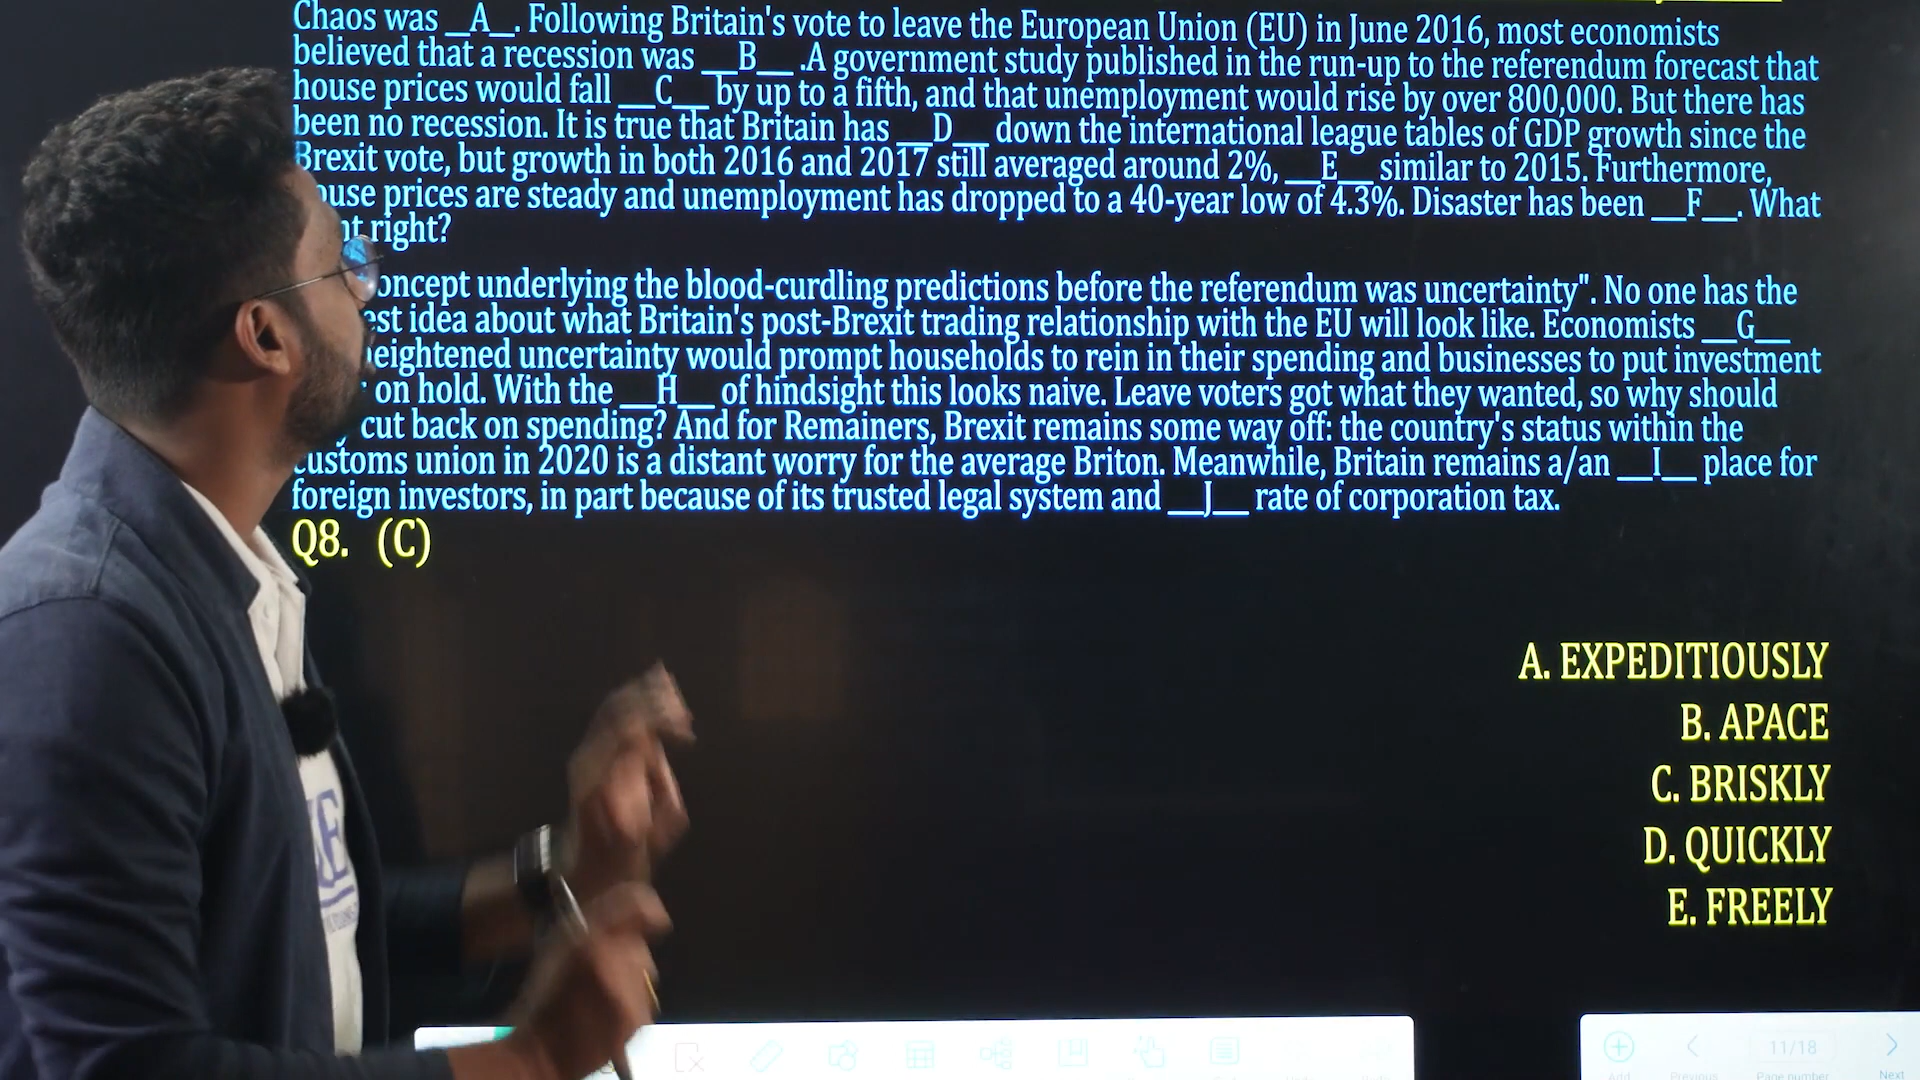 Chaos was __A__. Following Britain's vote to leave the European Union (EU) in June 2016, most economists
believed that a recession was __B__ .A government study published in the run-up to the referendum forecast that
house prices would fall __C__ by up to a fifth, and that unemployment would rise by over 800,000. But there has
been no recession. It is true that Britain has __D__ down the international league tables of GDP growth since the
Brexit vote, but growth in both 2016 and 2017 still averaged around 2%, __E__ similar to 2015. Furthermore,
prices are steady and unemployment has dropped to a 40-year low of 4.3%. Disaster has been __F__. What
right?
underlying the blood-curdling predictions before the referendum was uncertainty". No one has the
idea about what Britain's post-Brexit trading relationship with the EU will look like. Economists __G__
uncertainty would prompt households to rein in their spending and businesses to put investment
on hold. With the __H__ of hindsight this looks naive. Leave voters got what they wanted, so why should
cut back on spending? And for Remainers, Brexit remains some way off: the country's status within the
customs union in 2020 is a distant worry for the average Briton. Meanwhile, Britain remains a/an __I__ place for
foreign investors, in part because of its trusted legal system and __J__ rate of corporation tax.
Q8. (C)
A. EXPEDITIOUSLY
B. APACE
C. BRISKLY
D. QUICKLY
E. FREELY
11/18
Add Previous Page number Next